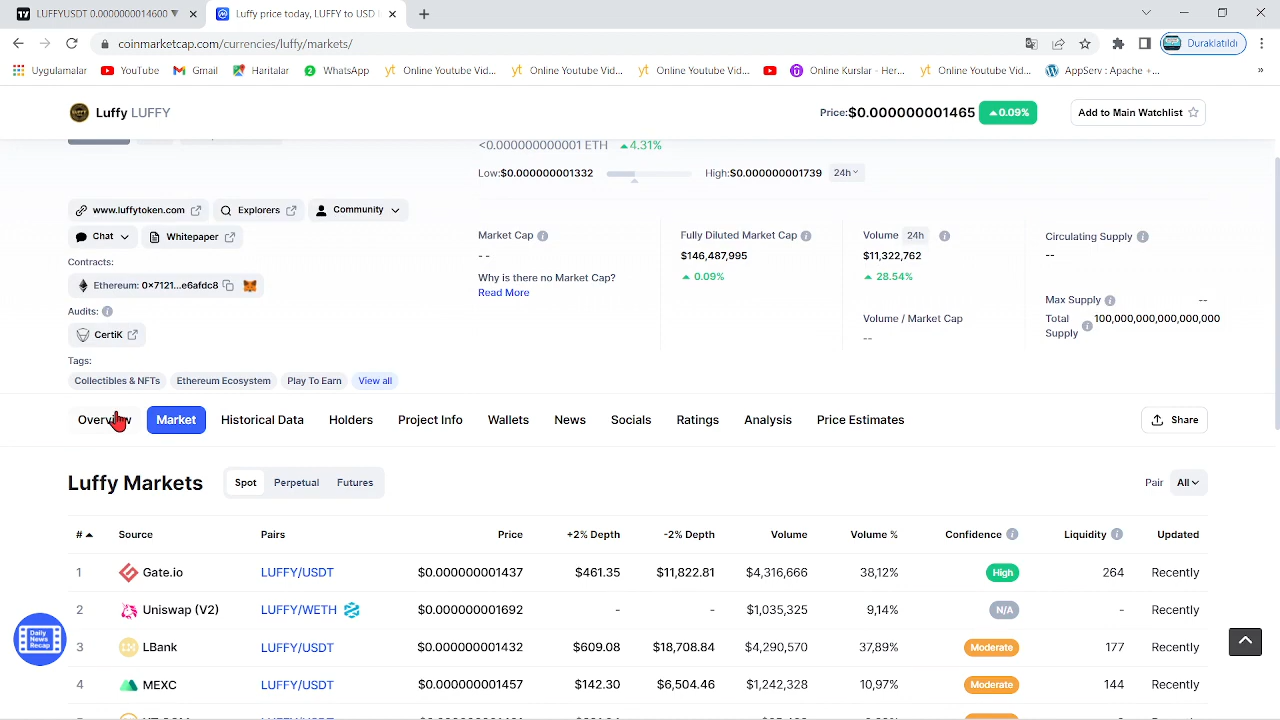 LUFFYUSDT 0.0000000014600 ▼
Luffy price today, LUFFY to USD
coinmarketcap.com/currencies/luffy/markets/
Duraklatıldı
Uygulamalar
YouTube
Gmail
Haritalar
WhatsApp
Online Youtube Vid...
Online Youtube Vid...
Online Youtube Vid...
Online Kurslar - Her...
Online Youtube Vid...
AppServ : Apache +...
Luffy LUFFY
Price:$0.000000001465
0.09%
Add to Main Watchlist
<0.000000000001 ETH 4.31%
Low:$0.000000001332
High:$0.000000001739
24h
www.luffytoken.com
Explorers
Community
Chat
Whitepaper
Contracts:
Ethereum: 0x7121...e6afdc8
Audits:
CertiK
Tags:
Collectibles & NFTs
Ethereum Ecosystem
Play To Earn
View all
Market Cap
- -
Why is there no Market Cap?
Read More
Fully Diluted Market Cap
$146,487,995
0.09%
Volume 24h
$11,322,762
28.54%
Volume / Market Cap
--
Circulating Supply
--
Max Supply --
Total Supply 100,000,000,000,000,000
Overview
Market
Historical Data
Holders
Project Info
Wallets
News
Socials
Ratings
Analysis
Price Estimates
Share
Luffy Markets
Spot
Perpetual
Futures
Pair All
# Source Pairs Price +2% Depth -2% Depth Volume Volume % Confidence Liquidity Updated
1 Gate.io LUFFY/USDT $0.000000001437 $461.35 $11,822.81 $4,316,666 38,12% High 264 Recently
2 Uniswap (V2) LUFFY/WETH $0.000000001692 - - $1,035,325 9,14% N/A - Recently
3 LBank LUFFY/USDT $0.000000001432 $609.08 $18,708.84 $4,290,570 37,89% Moderate 177 Recently
4 MEXC LUFFY/USDT $0.000000001457 $142.30 $6,504.46 $1,242,328 10,97% Moderate 144 Recently
Daily
News
Recap